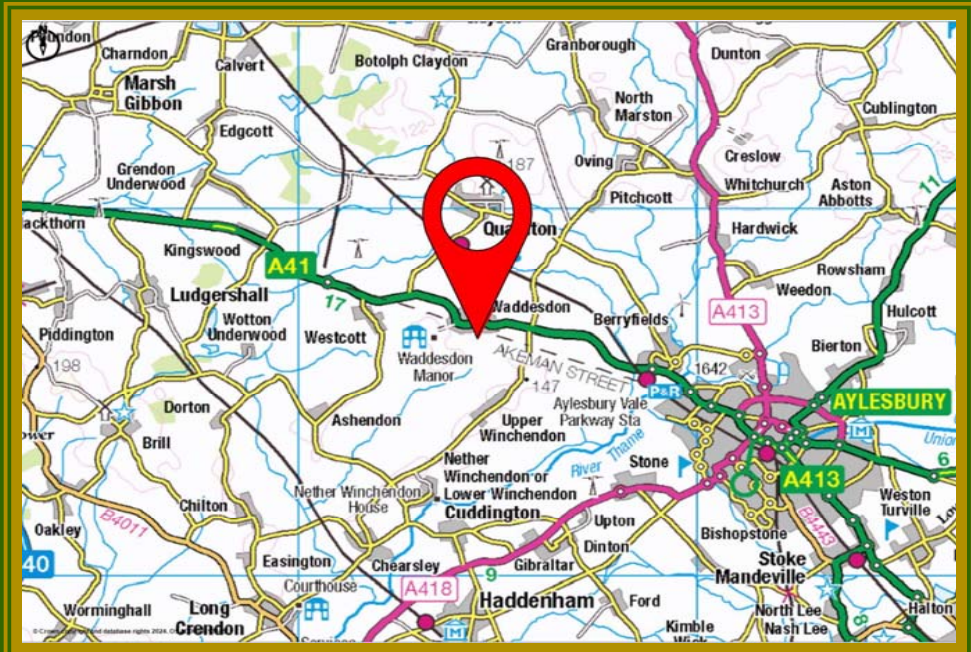 Charndon
Calvert
Botolph Claydon
Granborough
Dunton
Marsh
Gibbon
Edgcott
122
North
Marston
Cublington
Grendon
Underwood
187
Oving
Creslow
Pitchcott
Whitchurch
Aston
Abbotts
11
Kingswood
Hardwick
A41
17
Ludgershall
Rowsham
Weedon
Wotton
Underwood
Westcott
Waddesdon
Berryfields
A413
Hulcott
Piddington
198
Waddesdon
Manor
AKEMAN STREET
Bierton
1642
147
P&R
Aylesbury Vale
Parkway Sta
AYLESBURY
Dorton
Ashendon
Upper
Winchendon
River Thame
M
Brill
Nether
Winchendon or
Lower Winchendon
Stone
6
Nether Winchendon
House
Cuddington
A413
Chilton
B4011
Oakley
Upton
Bishopstone
B4443
Weston
Turville
Dinton
40
Easington
Chearsley
9
Gibraltar
Stoke
Mandeville
Courthouse
A418
Haddenham
Ford
North Lee
Nash Lee
Halton
8
Worminghall
Long
Crendon
M
Kimble